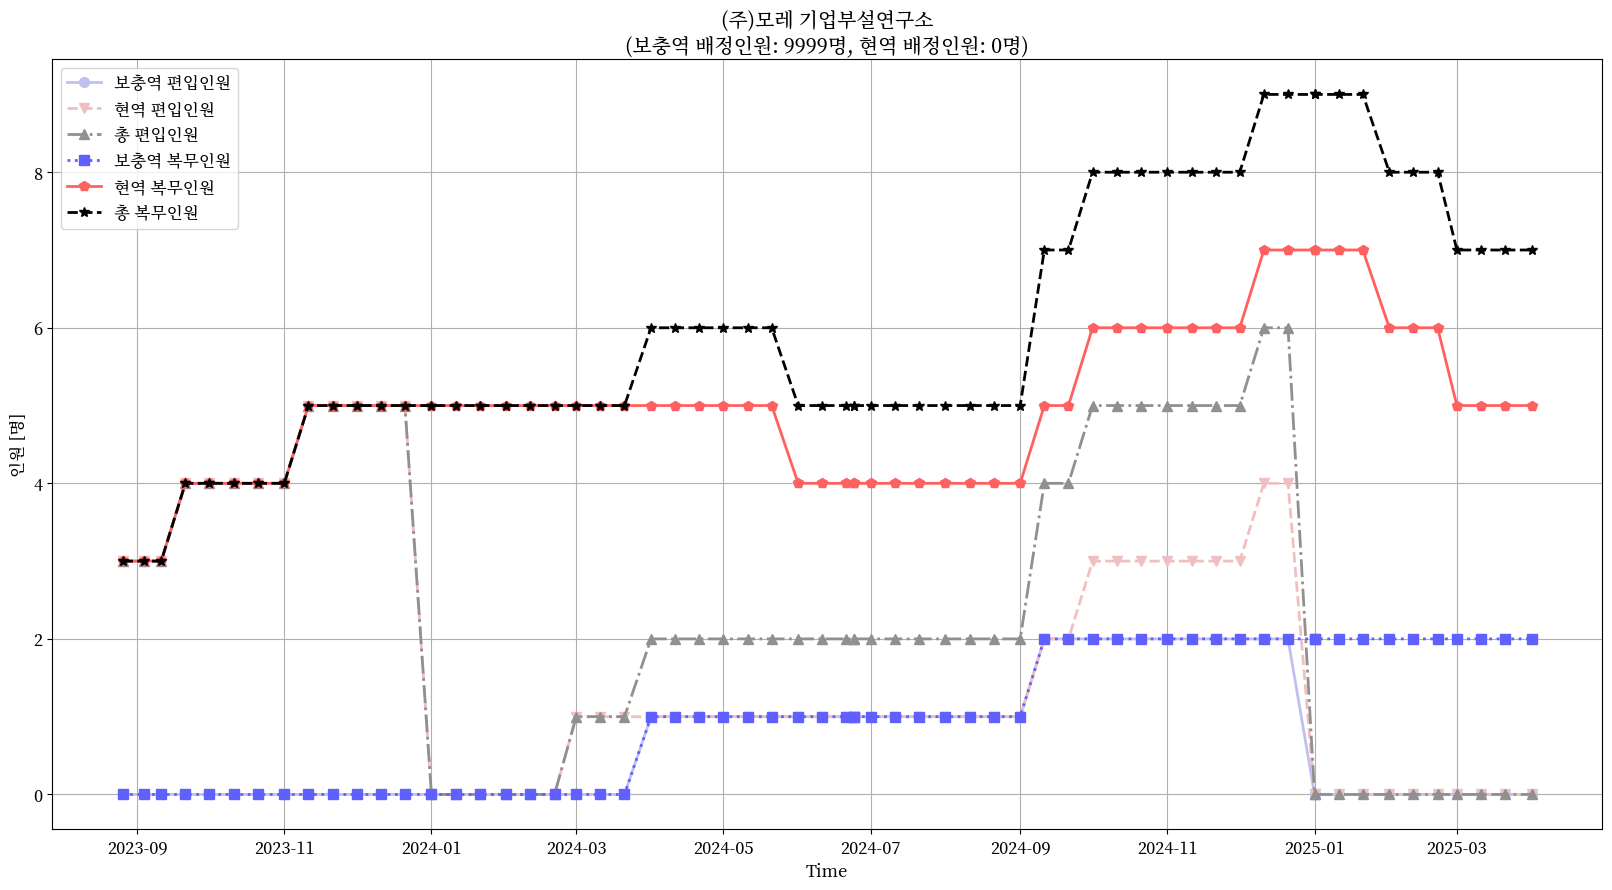 (주)모레 기업부설연구소
(보충역 배정인원: 9999명, 현역 배정인원: 0명)
보충역 편입인원
현역 편입인원
총 편입인원
보충역 복무인원
현역 복무인원
총 복무인원
인원 [명]
8
6
4
2
0
2023-09
2023-11
2024-01
2024-03
2024-05
2024-07
2024-09
2024-11
2025-01
2025-03
Time